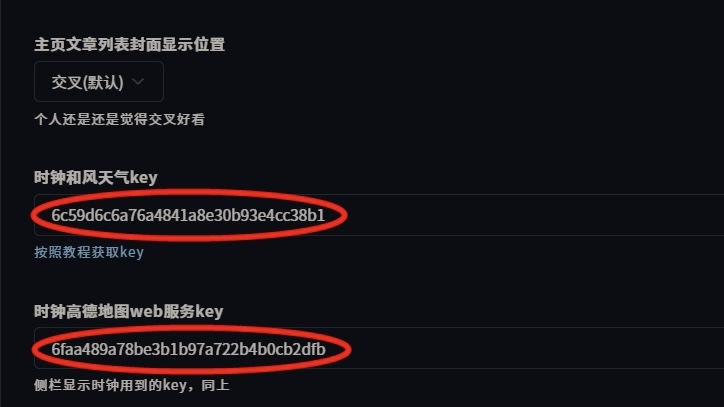 主页文章列表封面显示位置
交叉(默认)
个人还是还是觉得交叉好看
时钟和风天气key
6c59d6c6a76a4841a8e30b93e4cc38b1
按照教程获取key
时钟高德地图web服务key
6faa489a78be3b1b97a722b4b0cb2dfb
侧栏显示时钟用到的key，同上